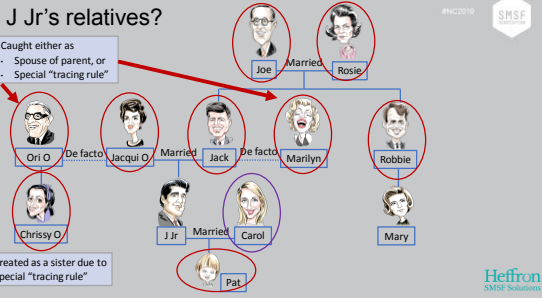 J Jr's relatives?
#NC2019
SMSF
Caught either as
· Spouse of parent, or
· Special "tracing rule"
Joe
Married
Rosie
Ori O
De facto
Jacqui O
Married
Jack
De facto
Marilyn
Robbie
Chrissy O
J Jr
Married
Carol
Mary
reated as a sister due to
pecial "tracing rule"
Pat
Heffron
SMSF Solutions